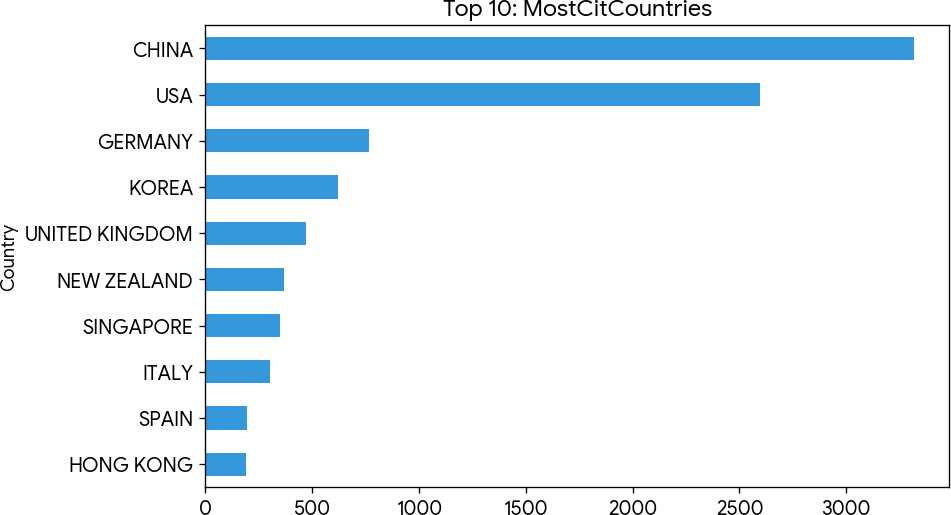 Top 10: MostCitCountries
CHINA
USA
GERMANY
KOREA
UNITED KINGDOM
NEW ZEALAND
SINGAPORE
ITALY
SPAIN
HONG KONG
Country
0 500 1000 1500 2000 2500 3000